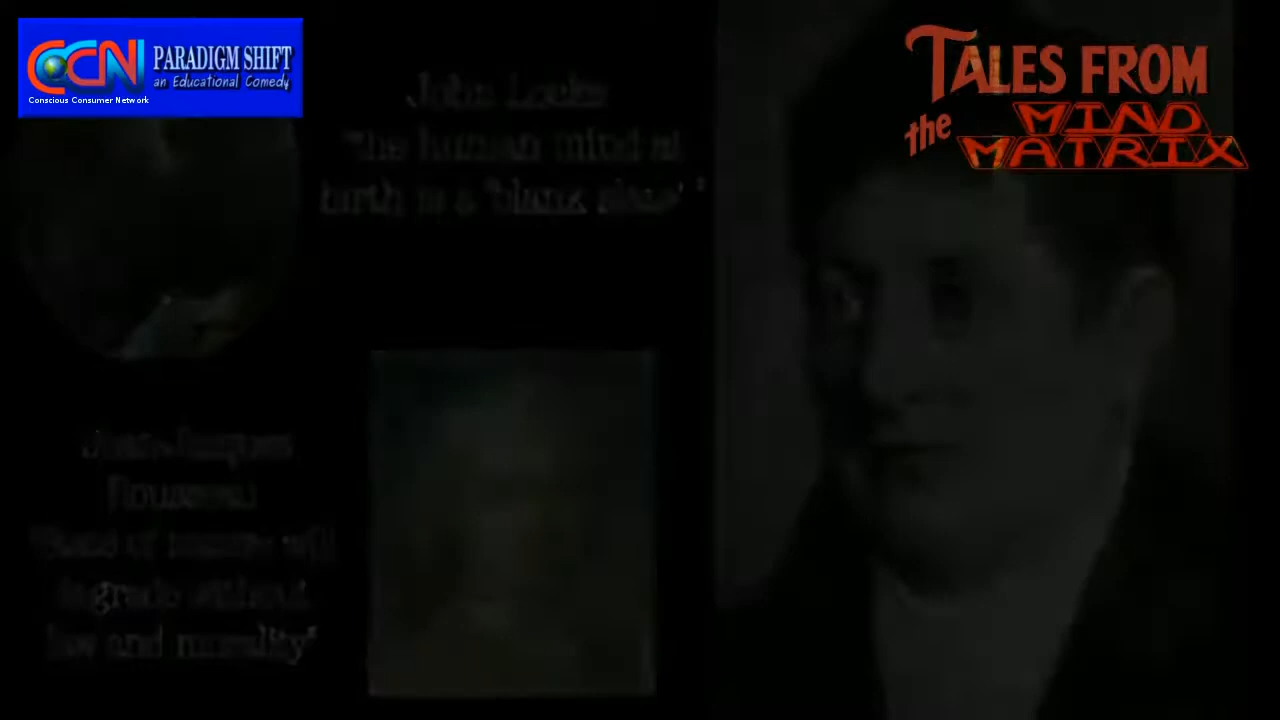 CCN PARADIGM SHIFT
an Educational Comedy
Conscious Consumer Network
TALES FROM
the MIND
MATRIX
John Locke
"the human mind at
birth is a 'blank slate' "
Jean-Jaques
Rousseau
"State of nature will
degrade without
law and morality"